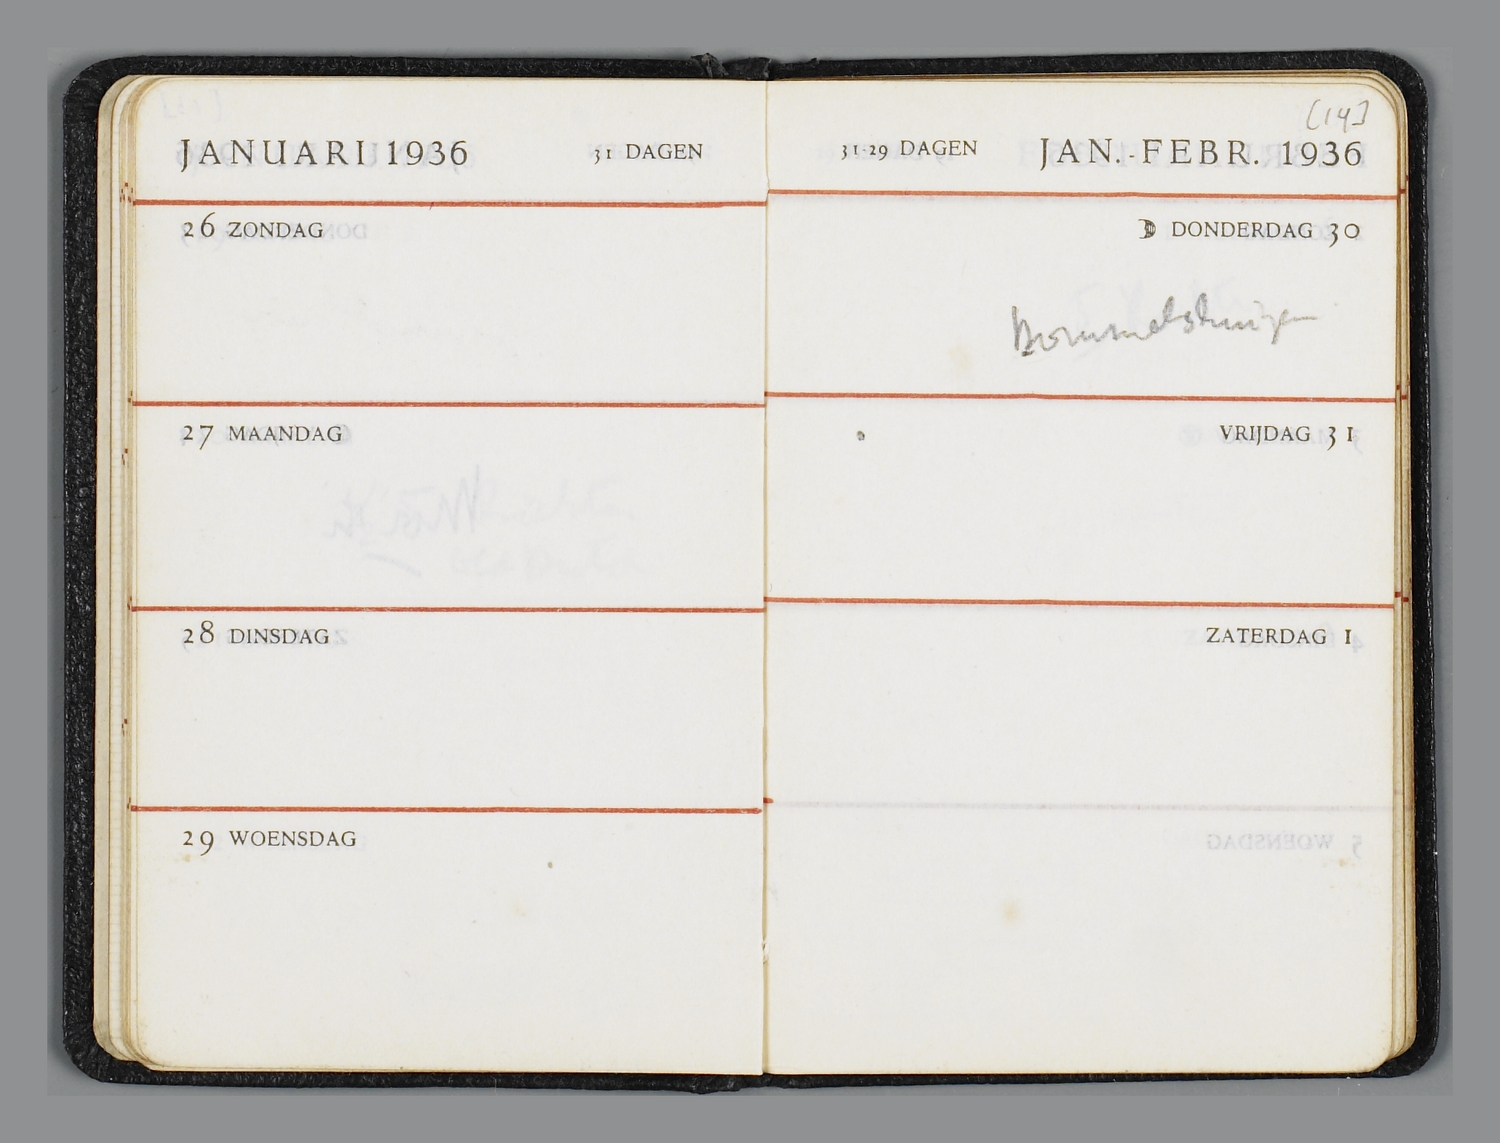 JANUARI 1936 31 DAGEN
26 ZONDAG
27 MAANDAG
28 DINSDAG
29 WOENSDAG
[14]
31-29 DAGEN JAN.-FEBR. 1936
DONDERDAG 30
VRIJDAG 31
ZATERDAG 1